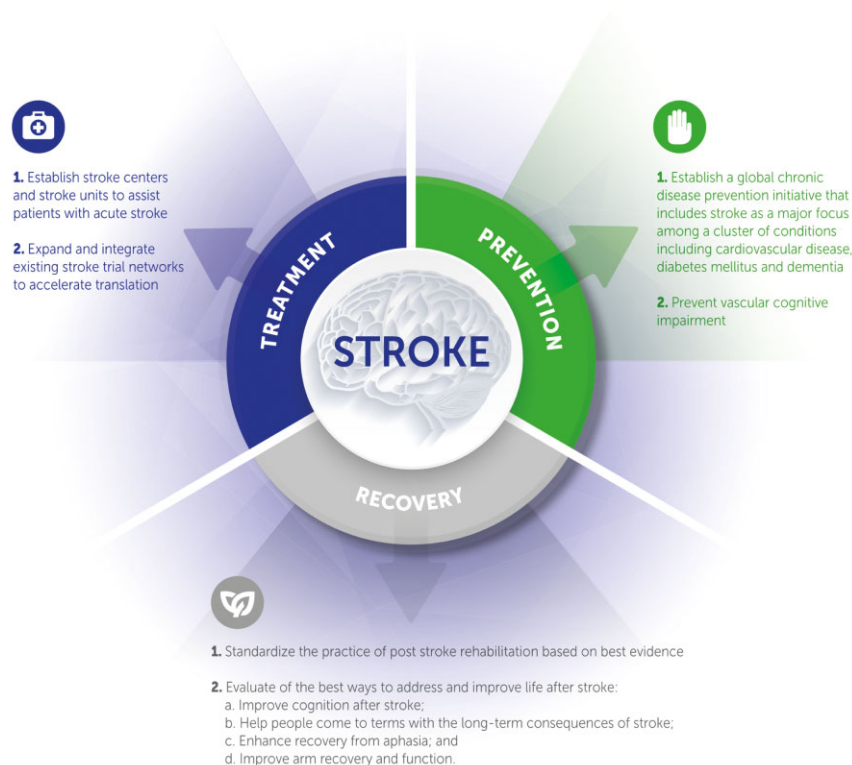 1. Establish stroke centers
and stroke units to assist
patients with acute stroke
2. Expand and integrate
existing stroke trial networks
to accelerate translation
1. Establish a global chronic
disease prevention initiative that
includes stroke as a major focus
among a cluster of conditions
including cardiovascular disease,
diabetes mellitus and dementia
2. Prevent vascular cognitive
impairment
TREATMENT
PREVENTION
STROKE
RECOVERY
1. Standardize the practice of post stroke rehabilitation based on best evidence
2. Evaluate of the best ways to address and improve life after stroke:
a. Improve cognition after stroke;
b. Help people come to terms with the long-term consequences of stroke;
c. Enhance recovery from aphasia; and
d. Improve arm recovery and function.